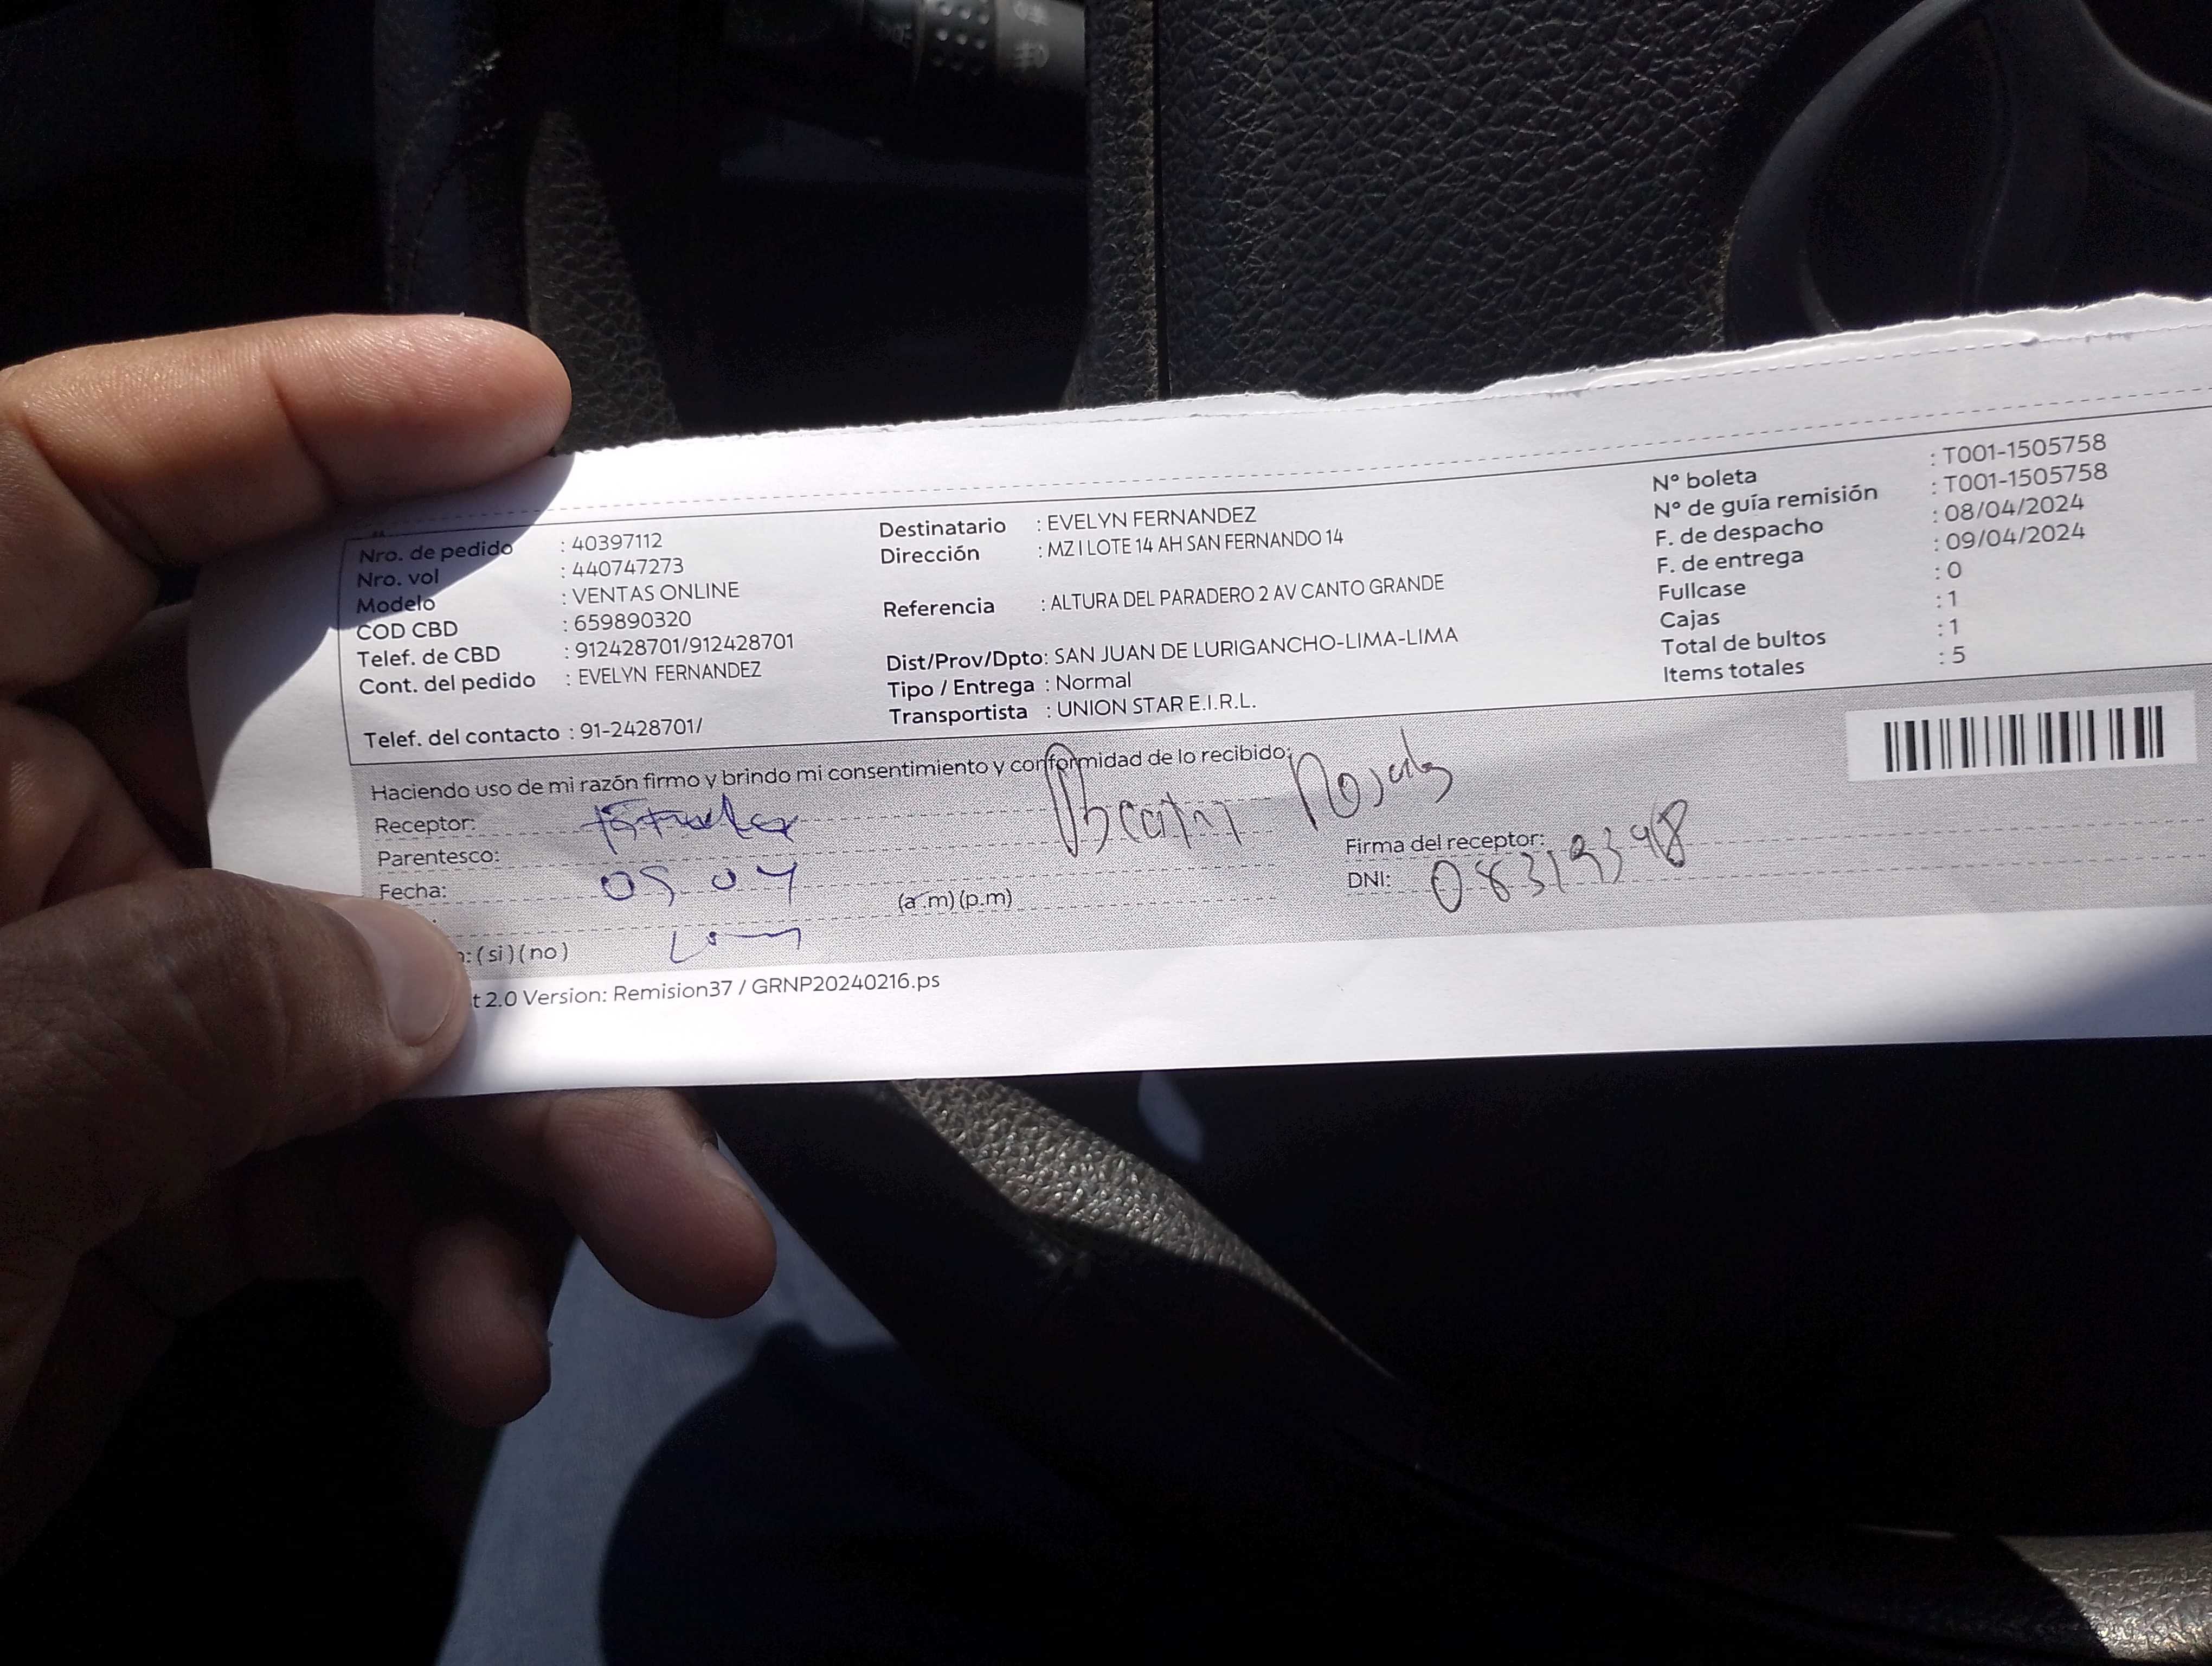 Nro. de pedido : 40397112
Nro. vol : 440747273
Modelo : VENTAS ONLINE
COD CBD : 659890320
Telef. de CBD : 912428701/912428701
Cont. del pedido : EVELYN FERNANDEZ
Telef. del contacto : 91-2428701/
Destinatario : EVELYN FERNANDEZ
Dirección : MZ I LOTE 14 AH SAN FERNANDO 14
Referencia : ALTURA DEL PARADERO 2 AV CANTO GRANDE
Dist/Prov/Dpto: SAN JUAN DE LURIGANCHO-LIMA-LIMA
Tipo / Entrega : Normal
Transportista : UNION STAR E.I.R.L.
N° boleta : T001-1505758
N° de guía remisión : T001-1505758
F. de despacho : 08/04/2024
F. de entrega : 09/04/2024
Fullcase : 0
Cajas : 1
Total de bultos : 1
Items totales : 5
Haciendo uso de mi razón firmo y brindo mi consentimiento y conformidad de lo recibido:
Receptor:
Parentesco:
Fecha:
(a.m) (p.m)
: ( si ) ( no )
Firma del receptor:
DNI: 08319348
t 2.0 Version: Remision37 / GRNP20240216.ps